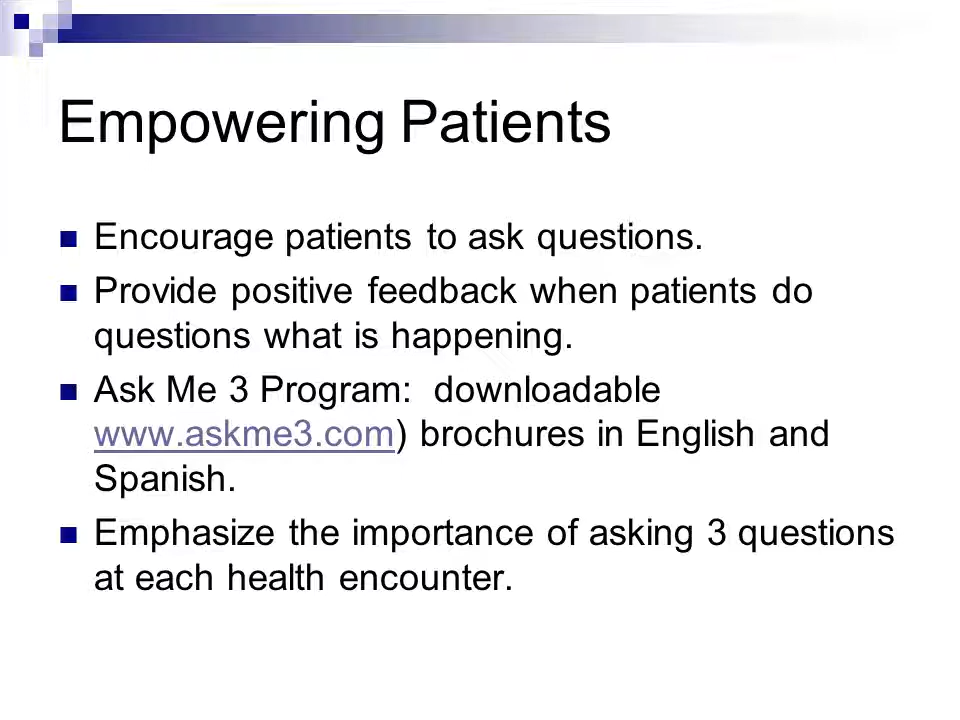 Empowering Patients
Encourage patients to ask questions.
Provide positive feedback when patients do
questions what is happening.
Ask Me 3 Program:  downloadable
www.askme3.com) brochures in English and
Spanish.
Emphasize the importance of asking 3 questions
at each health encounter.